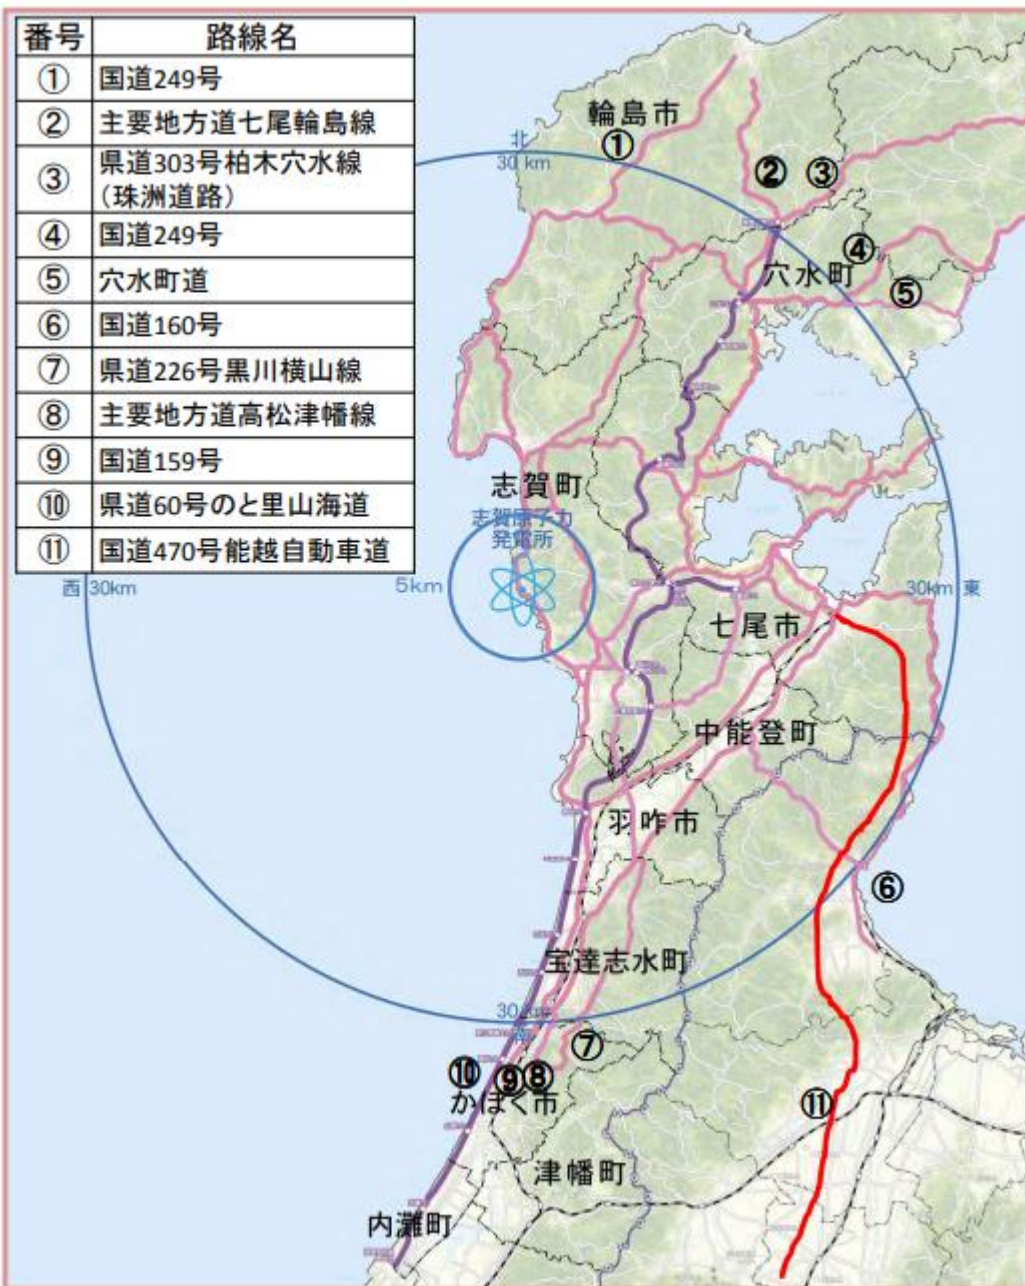 番号 路線名
① 国道249号
② 主要地方道七尾輪島線
③ 県道303号柏木穴水線
（珠洲道路）
④ 国道249号
⑤ 穴水町道
⑥ 国道160号
⑦ 県道226号黒川横山線
⑧ 主要地方道高松津幡線
⑨ 国道159号
⑩ 県道60号のと里山海道
⑪ 国道470号能越自動車道
輪島市
①
北
30 km
②
③
④
穴水町
⑤
志賀町
志賀原子力
発電所
西 30km
5km
30km 東
七尾市
中能登町
羽咋市
⑥
宝達志水町
30km
南
⑦
⑩
⑨
⑧
かほく市
⑪
津幡町
内灘町